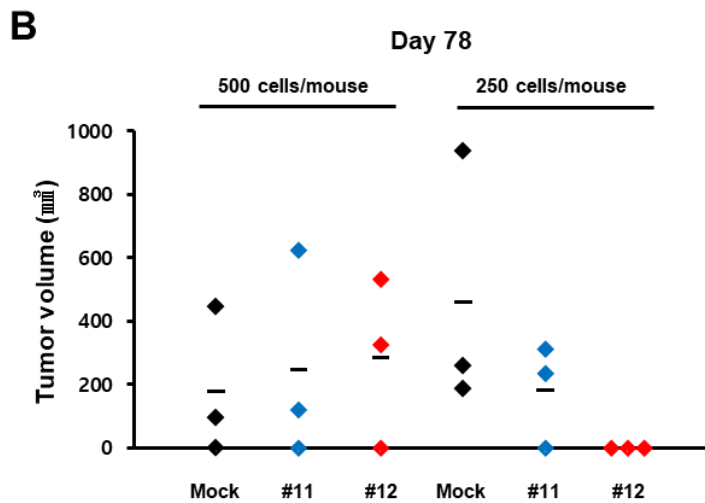 B
Day 78
500 cells/mouse 250 cells/mouse
Tumor volume (㎣)
1000
800
600
400
200
0
Mock #11 #12 Mock #11 #12